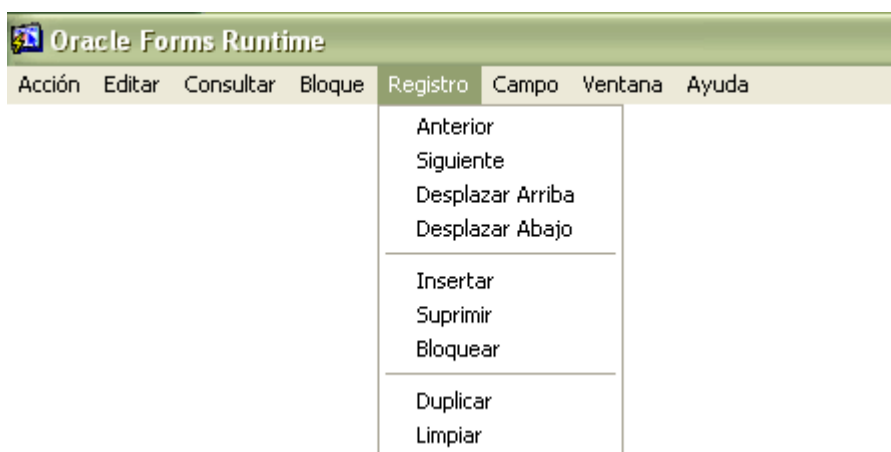 Oracle Forms Runtime
Acción Editar Consultar Bloque Registro Campo Ventana Ayuda
Anterior
Siguiente
Desplazar Arriba
Desplazar Abajo
Insertar
Suprimir
Bloquear
Duplicar
Limpiar